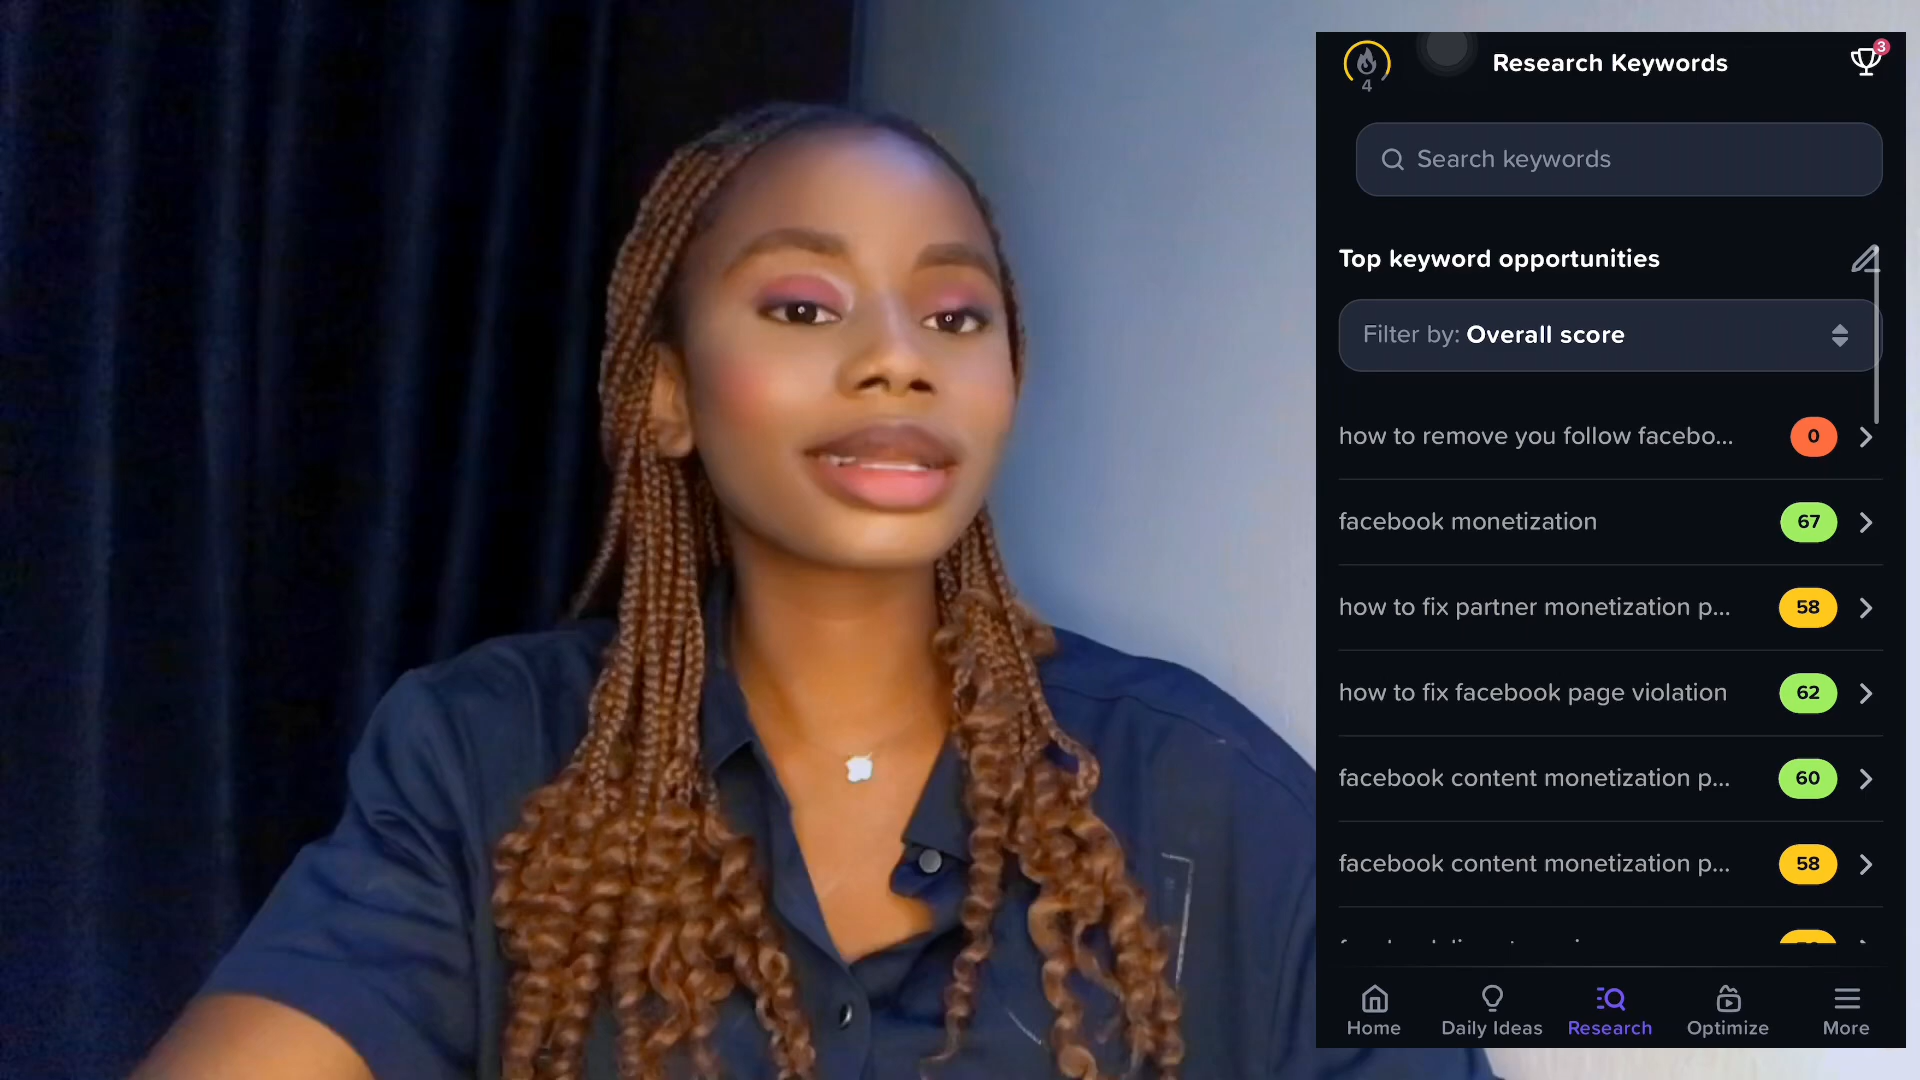 4
Research Keywords
3
Search keywords
Top keyword opportunities
Filter by: Overall score
how to remove you follow facebo...
0
facebook monetization
67
how to fix partner monetization p...
58
how to fix facebook page violation
62
facebook content monetization p...
60
facebook content monetization p...
58
Home
Daily Ideas
Research
Optimize
More